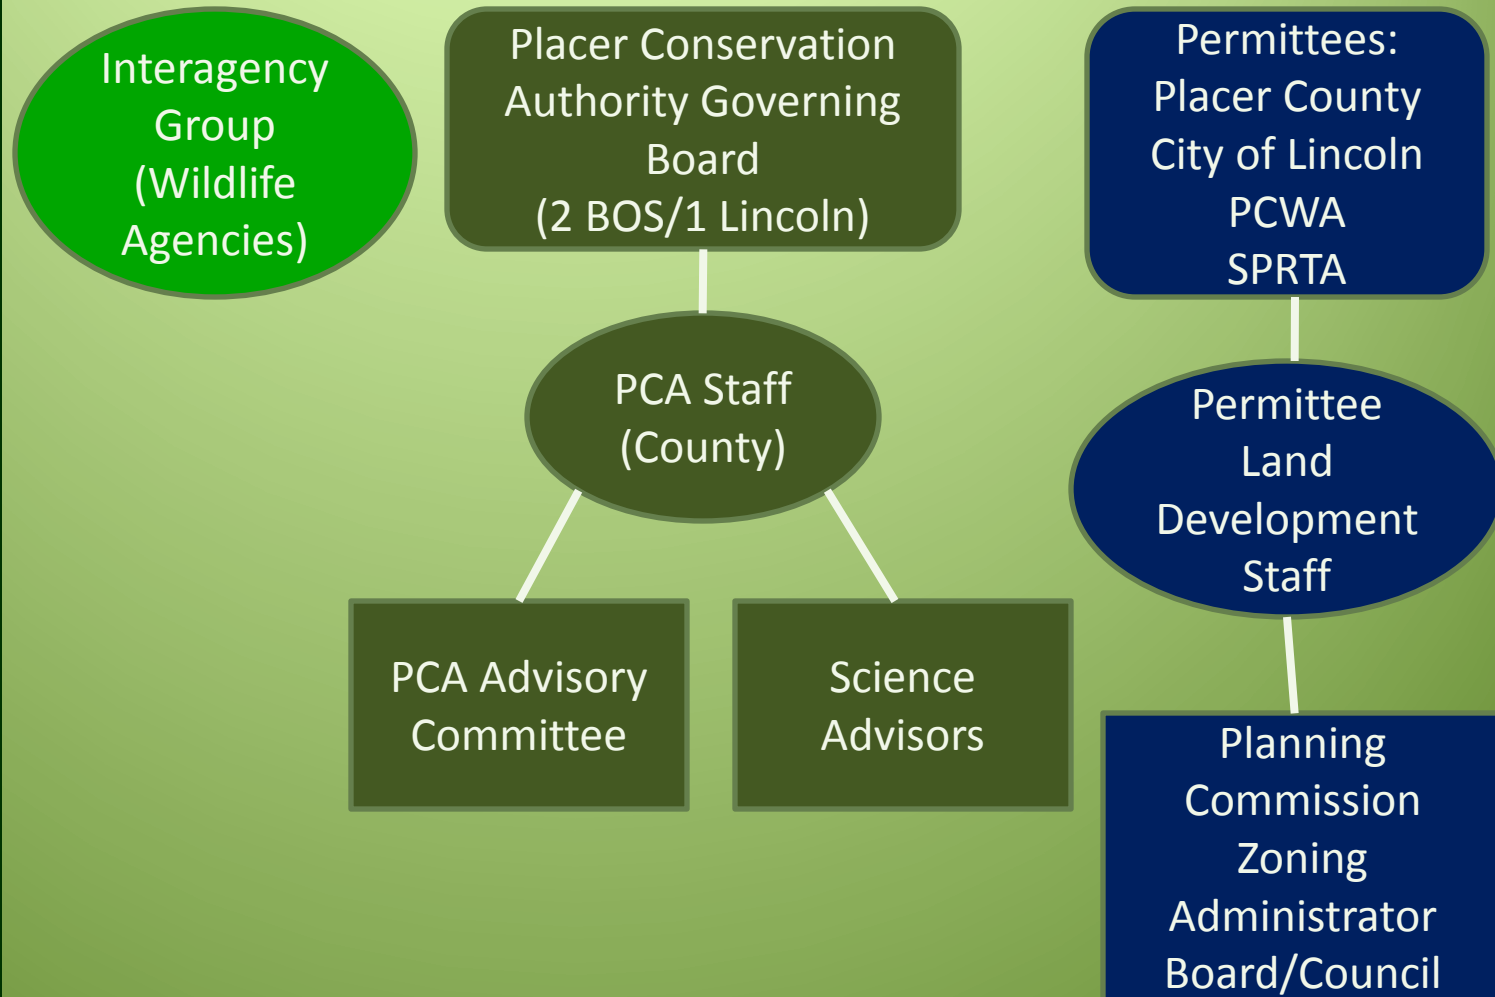 Interagency
Group
(Wildlife
Agencies)
Placer Conservation
Authority Governing
Board
(2 BOS/1 Lincoln)
Permittees:
Placer County
City of Lincoln
PCWA
SPRTA
PCA Staff
(County)
Permittee
Land
Development
Staff
PCA Advisory
Committee
Science
Advisors
Planning
Commission
Zoning
Administrator
Board/Council